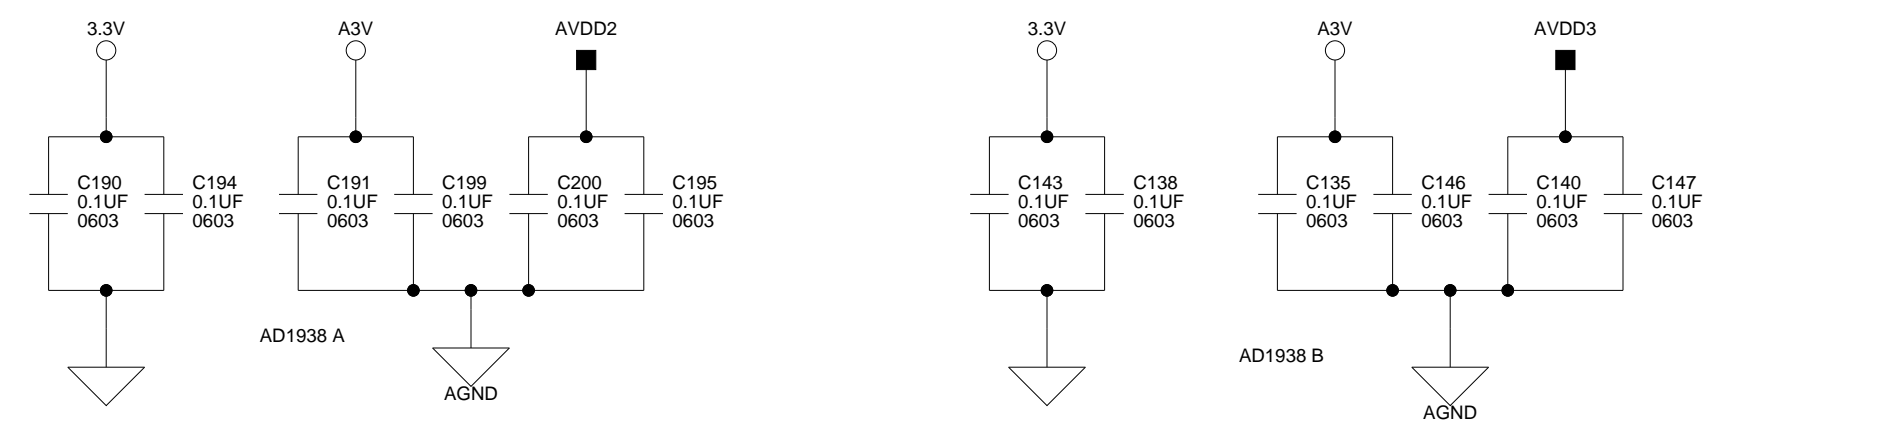 3.3V
A3V
AVDD2
3.3V
A3V
AVDD3
C190
0.1UF
0603
C194
0.1UF
0603
C191
0.1UF
0603
C199
0.1UF
0603
C200
0.1UF
0603
C195
0.1UF
0603
C143
0.1UF
0603
C138
0.1UF
0603
C135
0.1UF
0603
C146
0.1UF
0603
C140
0.1UF
0603
C147
0.1UF
0603
AD1938 A
AGND
AD1938 B
AGND